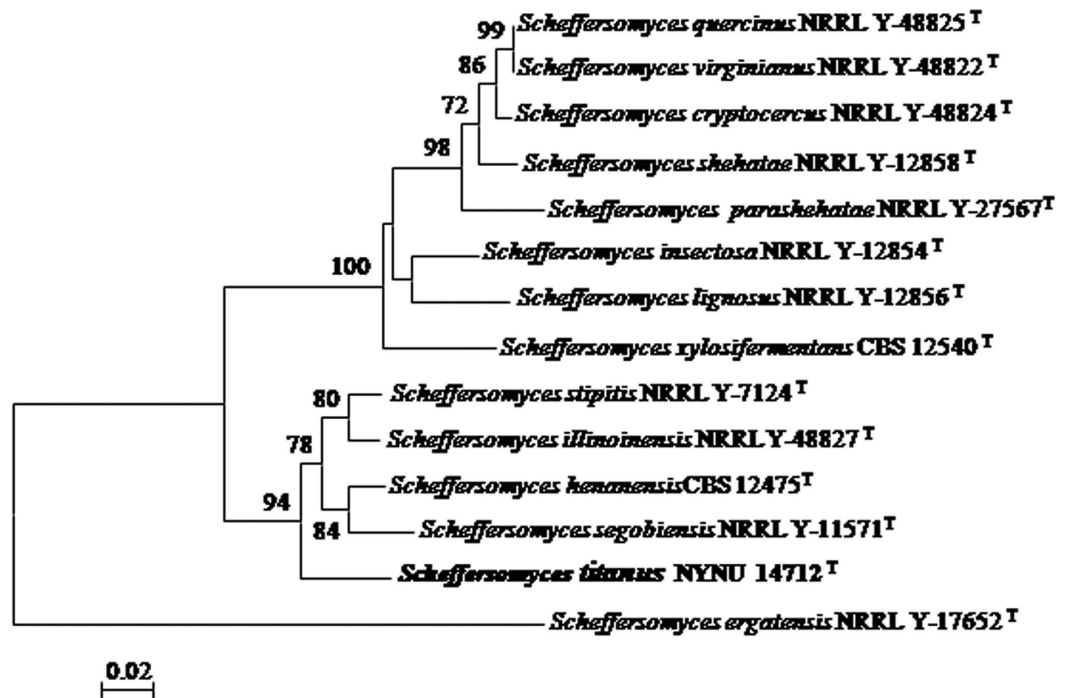 99 Scheffersomyces quercinus NRRL Y-48825 T
Scheffersomyces virginianus NRRL Y-48822 T
86
Scheffersomyces cryptocercus NRRL Y-48824 T
72
Scheffersomyces shehatae NRRL Y-12858 T
98
Scheffersomyces parashehatae NRRL Y-27567 T
Scheffersomyces insectosa NRRL Y-12854 T
100
Scheffersomyces lignosus NRRL Y-12856 T
Scheffersomyces xylosifermentans CBS 12540 T
80 Scheffersomyces stipitis NRRL Y-7124 T
Scheffersomyces illinoinensis NRRL Y-48827 T
78
Scheffersomyces henanensis CBS 12475 T
94
84 Scheffersomyces segobiensis NRRL Y-11571 T
Scheffersomyces titanus NYNU 14712 T
Scheffersomyces ergatensis NRRL Y-17652 T
0.02